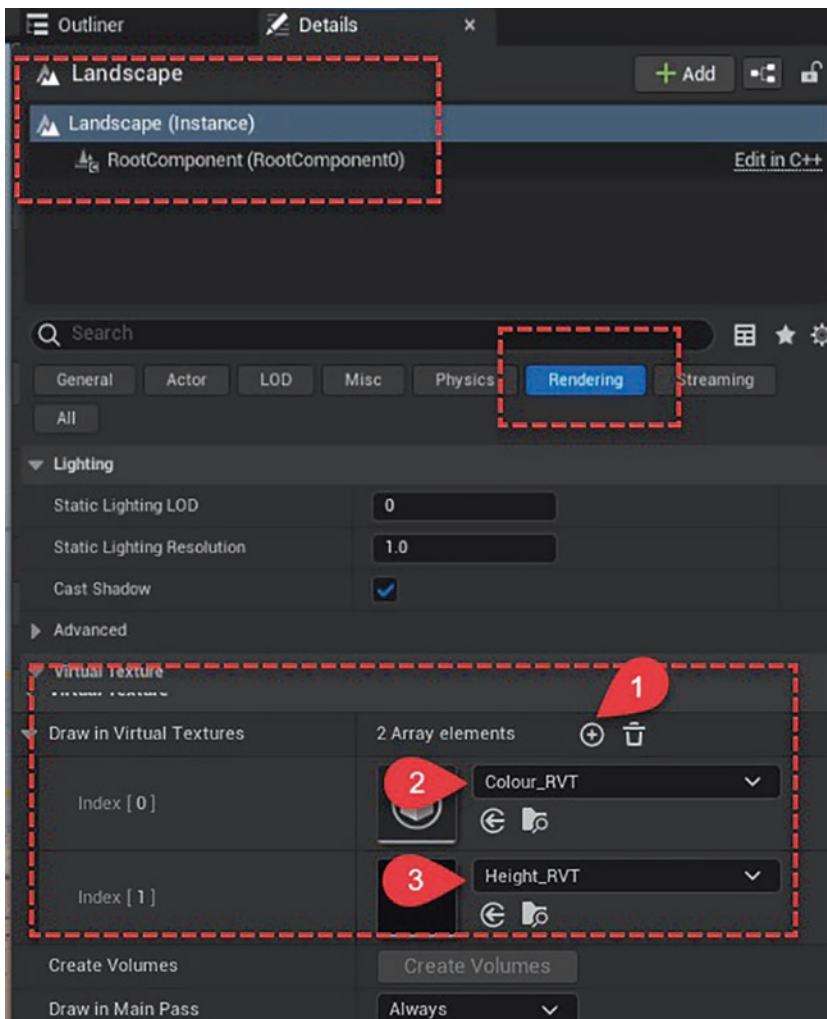 Outliner Details
Landscape + Add
Landscape (Instance)
RootComponent (RootComponent0) Edit in C++
Search
General Actor LOD Misc Physics Rendering Streaming
All
Lighting
Static Lighting LOD 0
Static Lighting Resolution 1.0
Cast Shadow
Advanced
Virtual Texture
Virtual Texture
1
Draw in Virtual Textures 2 Array elements
2 Colour_RVT
Index [ 0 ]
3 Height_RVT
Index [ 1 ]
Create Volumes Create Volumes
Draw in Main Pass Always